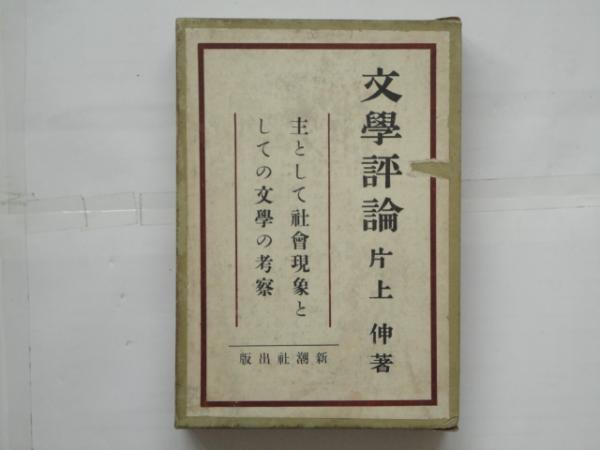 文學評論 片上 伸著
主として社會現象と
しての文學の考察
新潮社出版